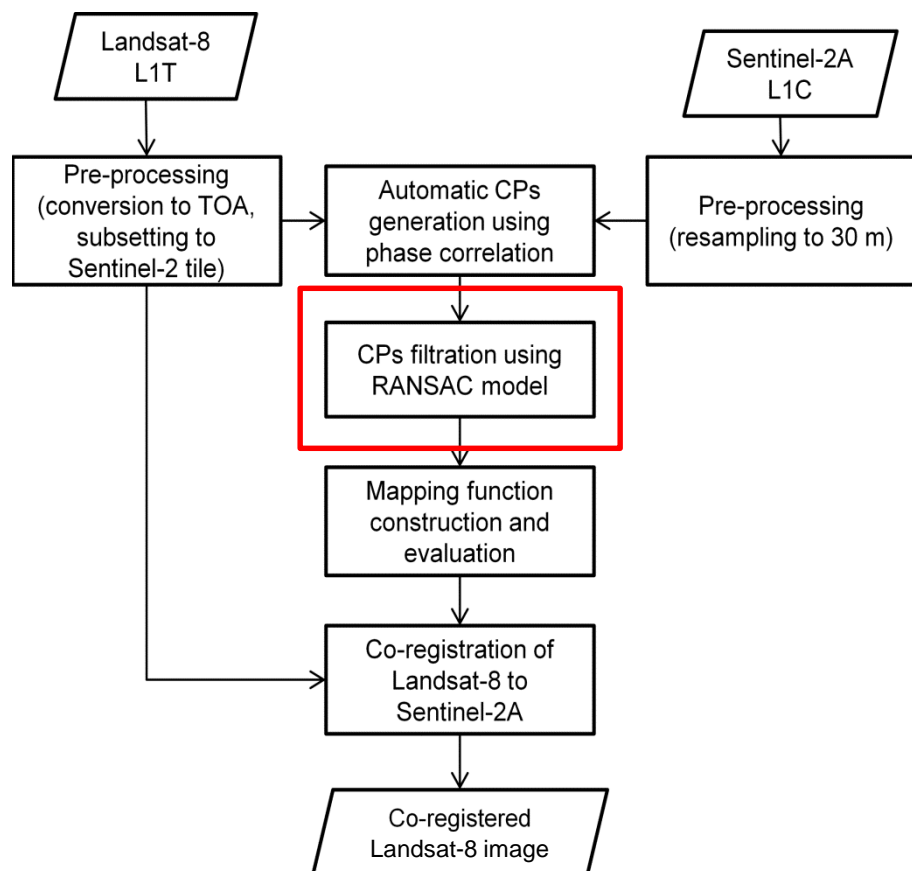 Landsat-8
L1T
Sentinel-2A
L1C
Pre-processing
(conversion to TOA,
subsetting to
Sentinel-2 tile)
Automatic CPs
generation using
phase correlation
Pre-processing
(resampling to 30 m)
CPs filtration using
RANSAC model
Mapping function
construction and
evaluation
Co-registration of
Landsat-8 to
Sentinel-2A
Co-registered
Landsat-8 image